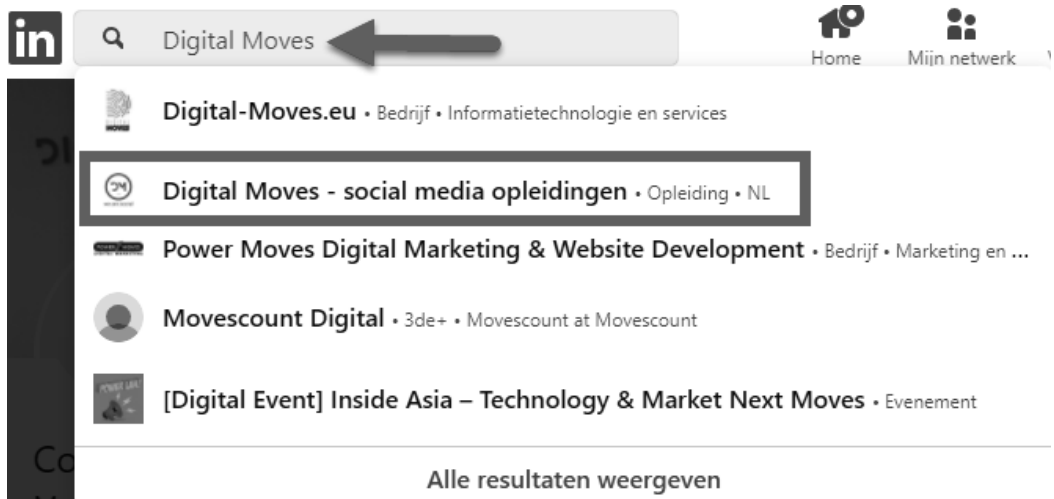 in
Digital Moves
Home
Mijn netwerk
Digital-Moves.eu • Bedrijf • Informatietechnologie en services
Digital Moves - social media opleidingen • Opleiding • NL
Power Moves Digital Marketing & Website Development • Bedrijf • Marketing en ...
Movescount Digital • 3de+ • Movescount at Movescount
[Digital Event] Inside Asia – Technology & Market Next Moves • Evenement
Co
Alle resultaten weergeven